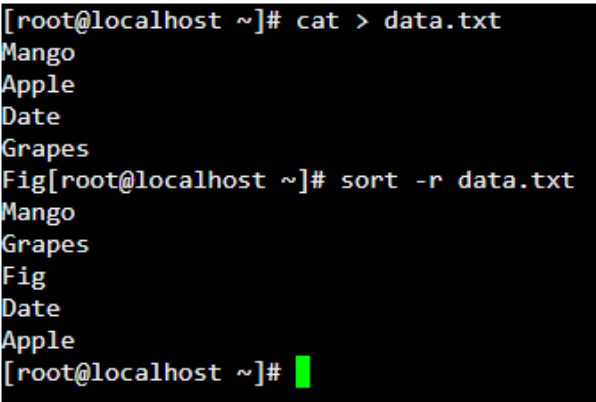 [root@localhost ~]# cat > data.txt
Mango
Apple
Date
Grapes
Fig[root@localhost ~]# sort -r data.txt
Mango
Grapes
Fig
Date
Apple
[root@localhost ~]#